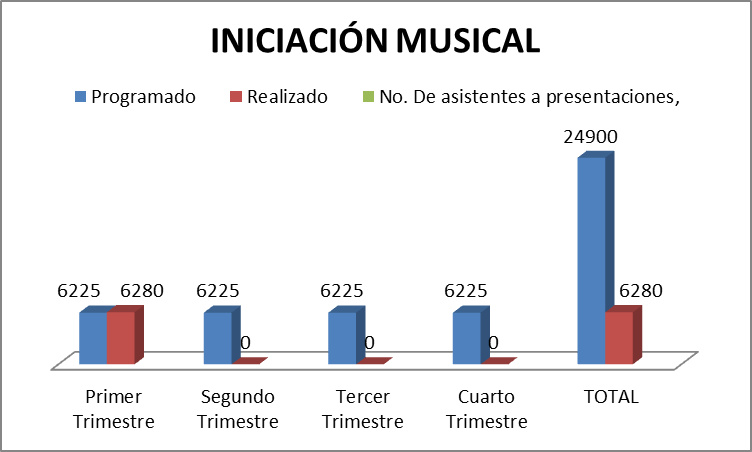 INICIACIÓN MUSICAL
Programado Realizado No. De asistentes a presentaciones,
24900
6225 6280 6225 6225 6225 6280
0 0 0
Primer Segundo Tercer Cuarto TOTAL
Trimestre Trimestre Trimestre Trimestre